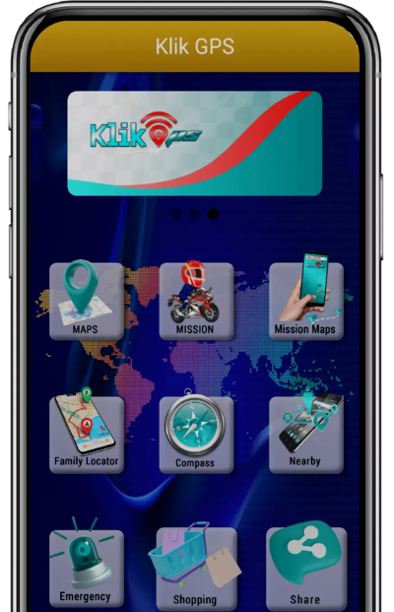 Klik GPS
Klik GPS
MAPS
MISSION
Mission Maps
Family Locator
Compass
Nearby
Emergency
Shopping
Share